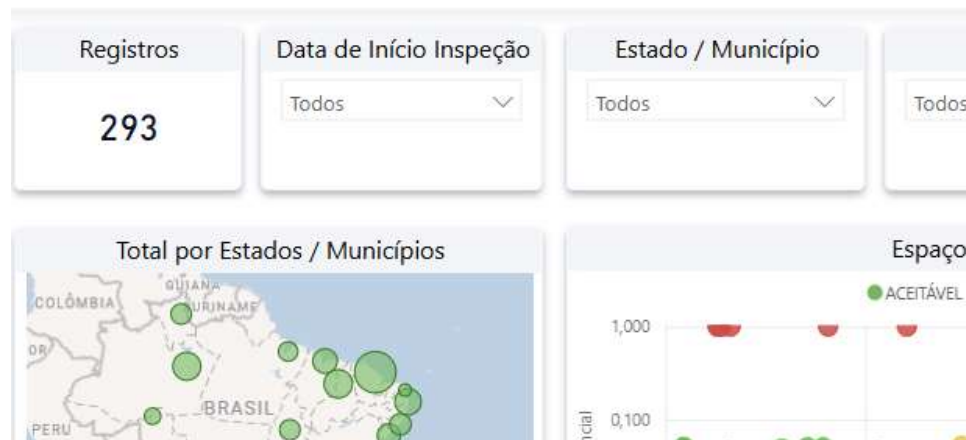 Registros
293
Data de Início Inspeção
Todos
Estado / Município
Todos
Todos
Total por Estados / Municípios
COLÔMBIA
GUIANA
SURINAME
BRASIL
PERU
Espaço
ACEITÁVEL
1,000
0,100